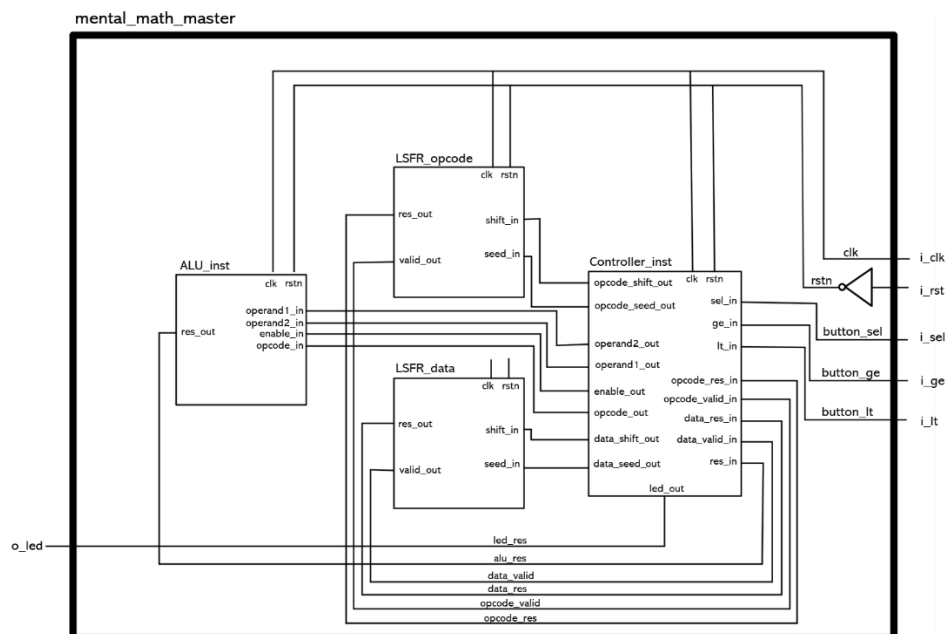 mental_math_master
LSFR_opcode
clk rstn
res_out
shift_in
valid_out
seed_in
clk
i_clk
ALU_inst
clk rstn
Controller_inst
clk rstn
rstn
i_rst
operand1_in
operand2_in
enable_in
opcode_in
res_out
opcode_shift_out
opcode_seed_out
operand2_out
operand1_out
enable_out
opcode_out
data_shift_out
data_seed_out
sel_in
ge_in
lt_in
opcode_res_in
opcode_valid_in
data_res_in
data_valid_in
res_in
led_out
button_sel
i_sel
button_ge
i_ge
button_lt
i_lt
LSFR_data
clk rstn
res_out
shift_in
valid_out
seed_in
o_led
led_res
alu_res
data_valid
data_res
opcode_valid
opcode_res